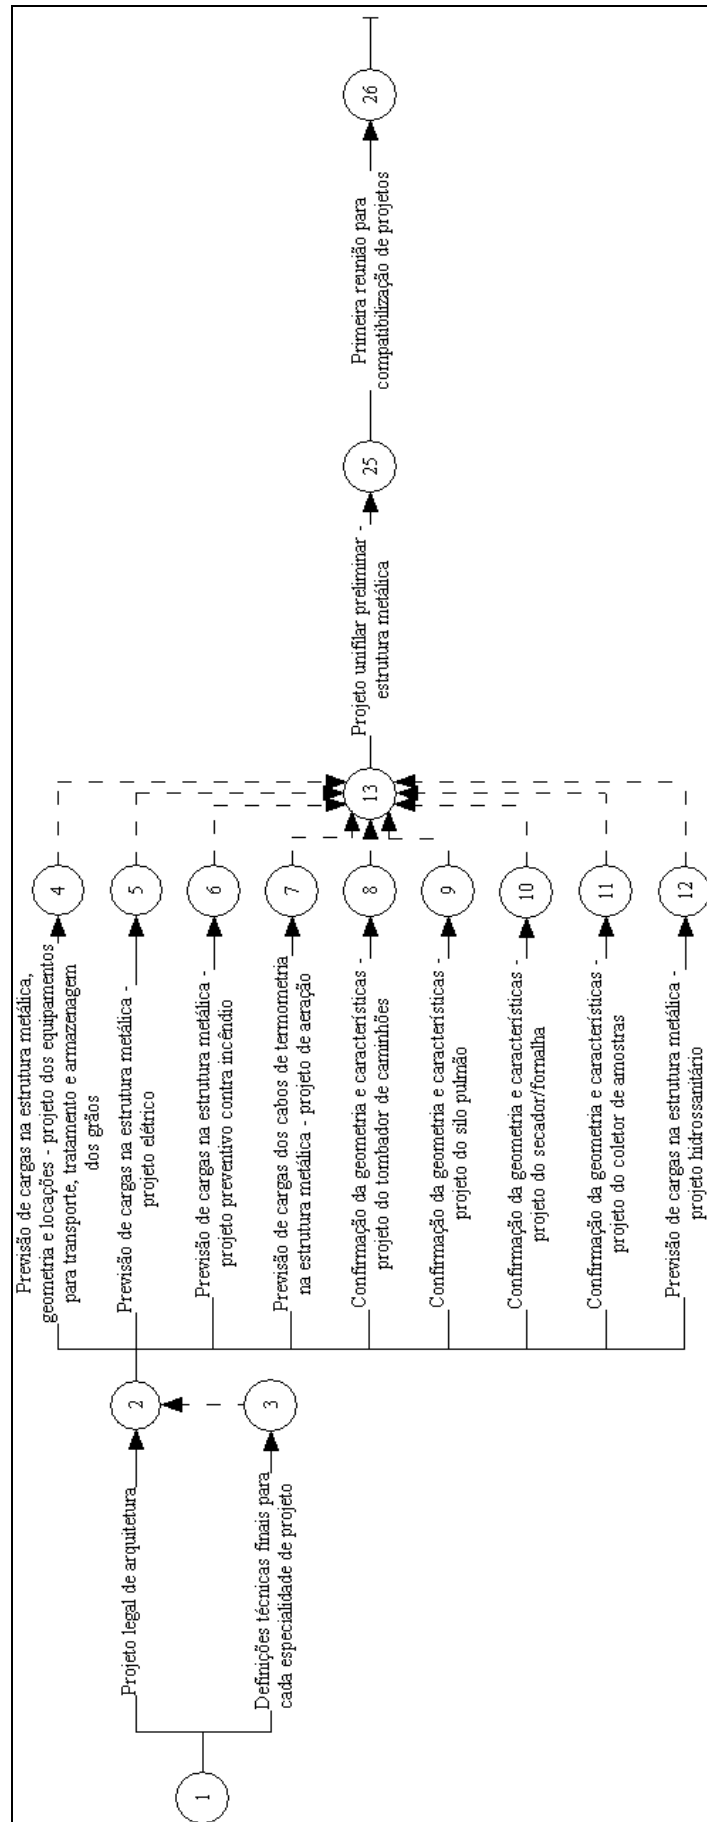 1
Projeto legal de arquitetura
Definições técnicas finais para
cada especialidade de projeto
2
3
Previsão de cargas na estrutura metálica,
geometria e locações - projeto dos equipamentos
para transporte, tratamento e armazenagem
dos grãos
Previsão de cargas na estrutura metálica -
projeto elétrico
Previsão de cargas na estrutura metálica -
projeto preventivo contra incêndio
Previsão de cargas dos cabos de termometria
na estrutura metálica - projeto de aeração
Confirmação da geometria e características -
projeto do tombador de caminhões
Confirmação da geometria e características -
projeto do silo pulmão
Confirmação da geometria e características -
projeto do secador/fornalha
Confirmação da geometria e características -
projeto do coletor de amostras
Previsão de cargas na estrutura metálica -
projeto hidrossanitário
4
5
6
7
8
9
10
11
12
13
Projeto unifilar preliminar -
estrutura metálica
25
Primeira reunião para
compatibilização de projetos
26